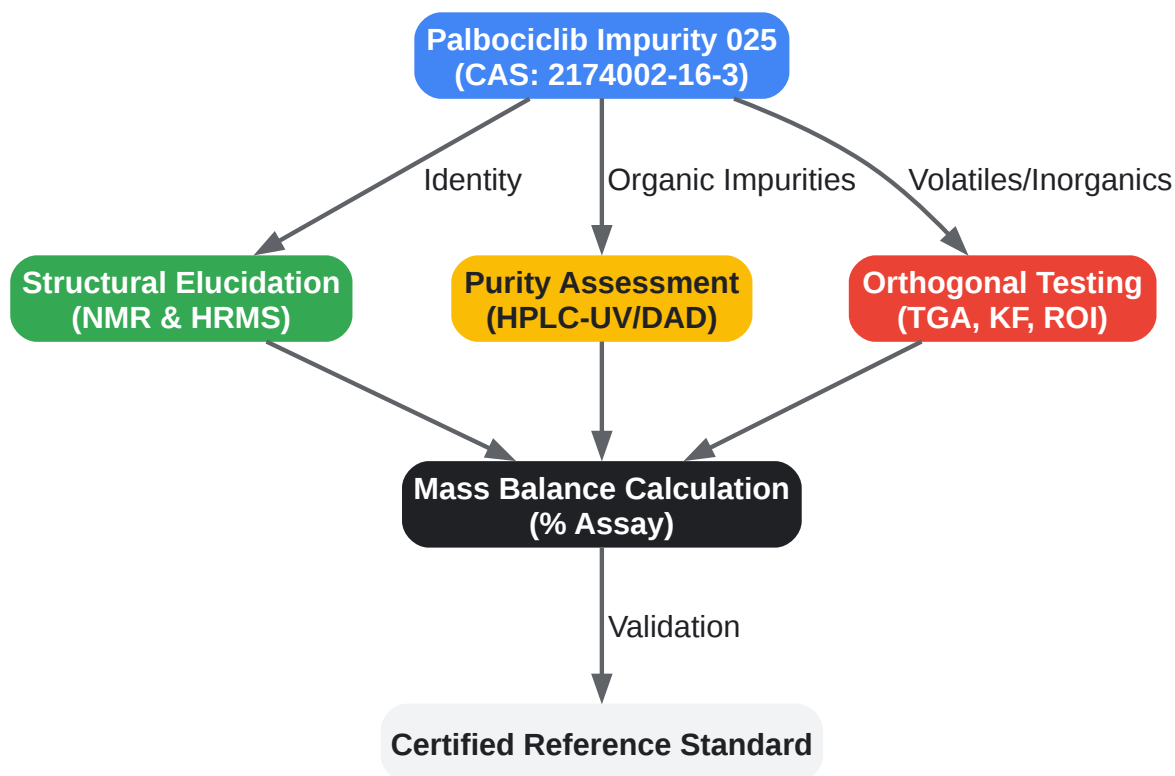 Palbociclib Impurity 025
(CAS: 2174002-16-3)
Identity
Organic Impurities
Volatiles/Inorganics
Structural Elucidation
(NMR & HRMS)
Purity Assessment
(HPLC-UV/DAD)
Orthogonal Testing
(TGA, KF, ROI)
Mass Balance Calculation
(% Assay)
Validation
Certified Reference Standard